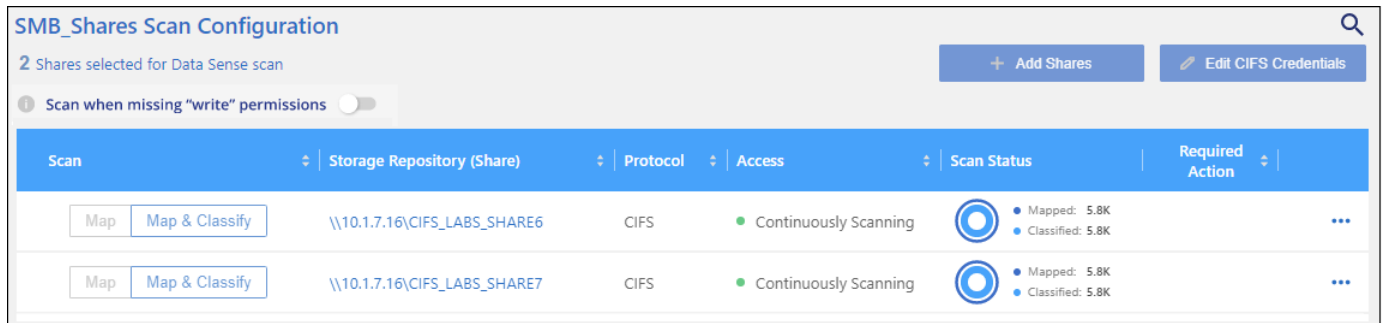 SMB_Shares Scan Configuration
2 Shares selected for Data Sense scan
+ Add Shares
Edit CIFS Credentials
Scan when missing “write” permissions
Scan
Storage Repository (Share)
Protocol
Access
Scan Status
Required
Action
Map
Map & Classify
\\10.1.7.16\CIFS_LABS_SHARE6
CIFS
Continuously Scanning
Mapped: 5.8K
Classified: 5.8K
Map
Map & Classify
\\10.1.7.16\CIFS_LABS_SHARE7
CIFS
Continuously Scanning
Mapped: 5.8K
Classified: 5.8K